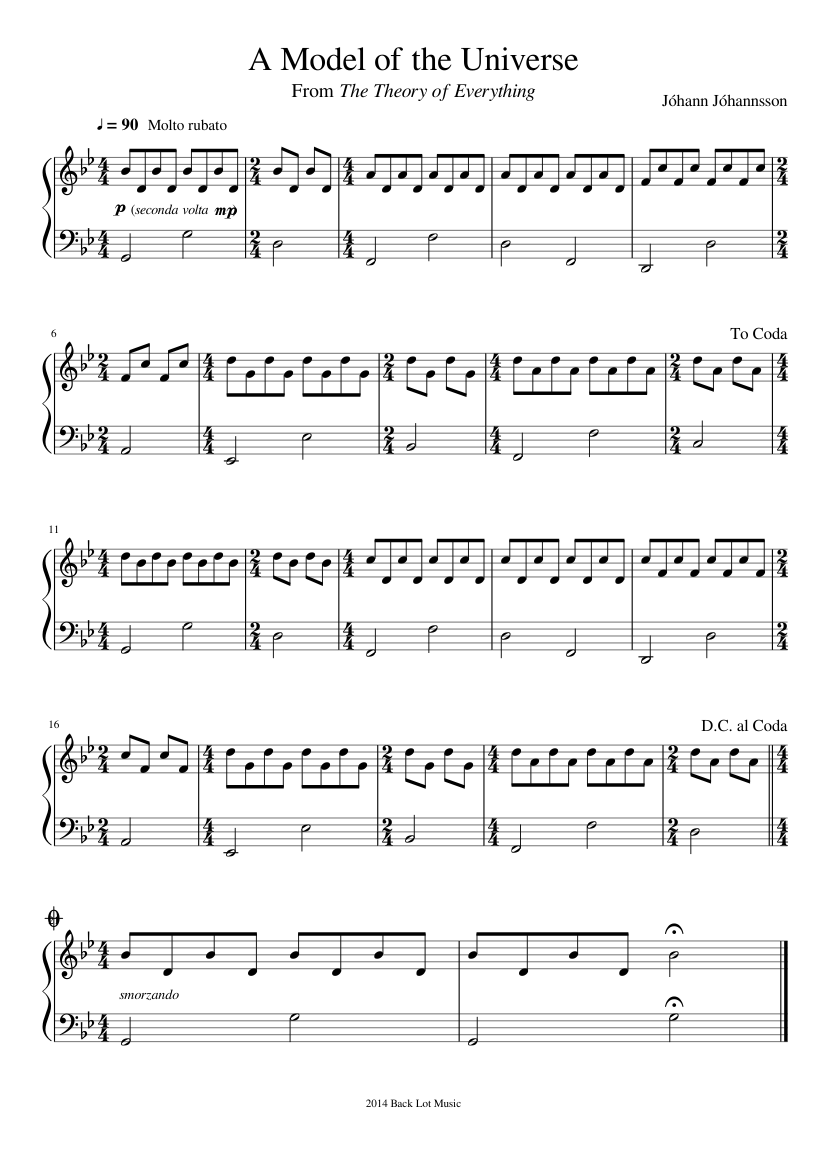 A Model of the Universe
From The Theory of Everything
Jóhann Jóhannsson
♩ = 90 Molto rubato
p (seconda volta mp)
6
To Coda
11
16
D.C. al Coda
smorzando
2014 Back Lot Music